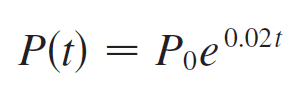 P(t) = P₀e^{0.02t}